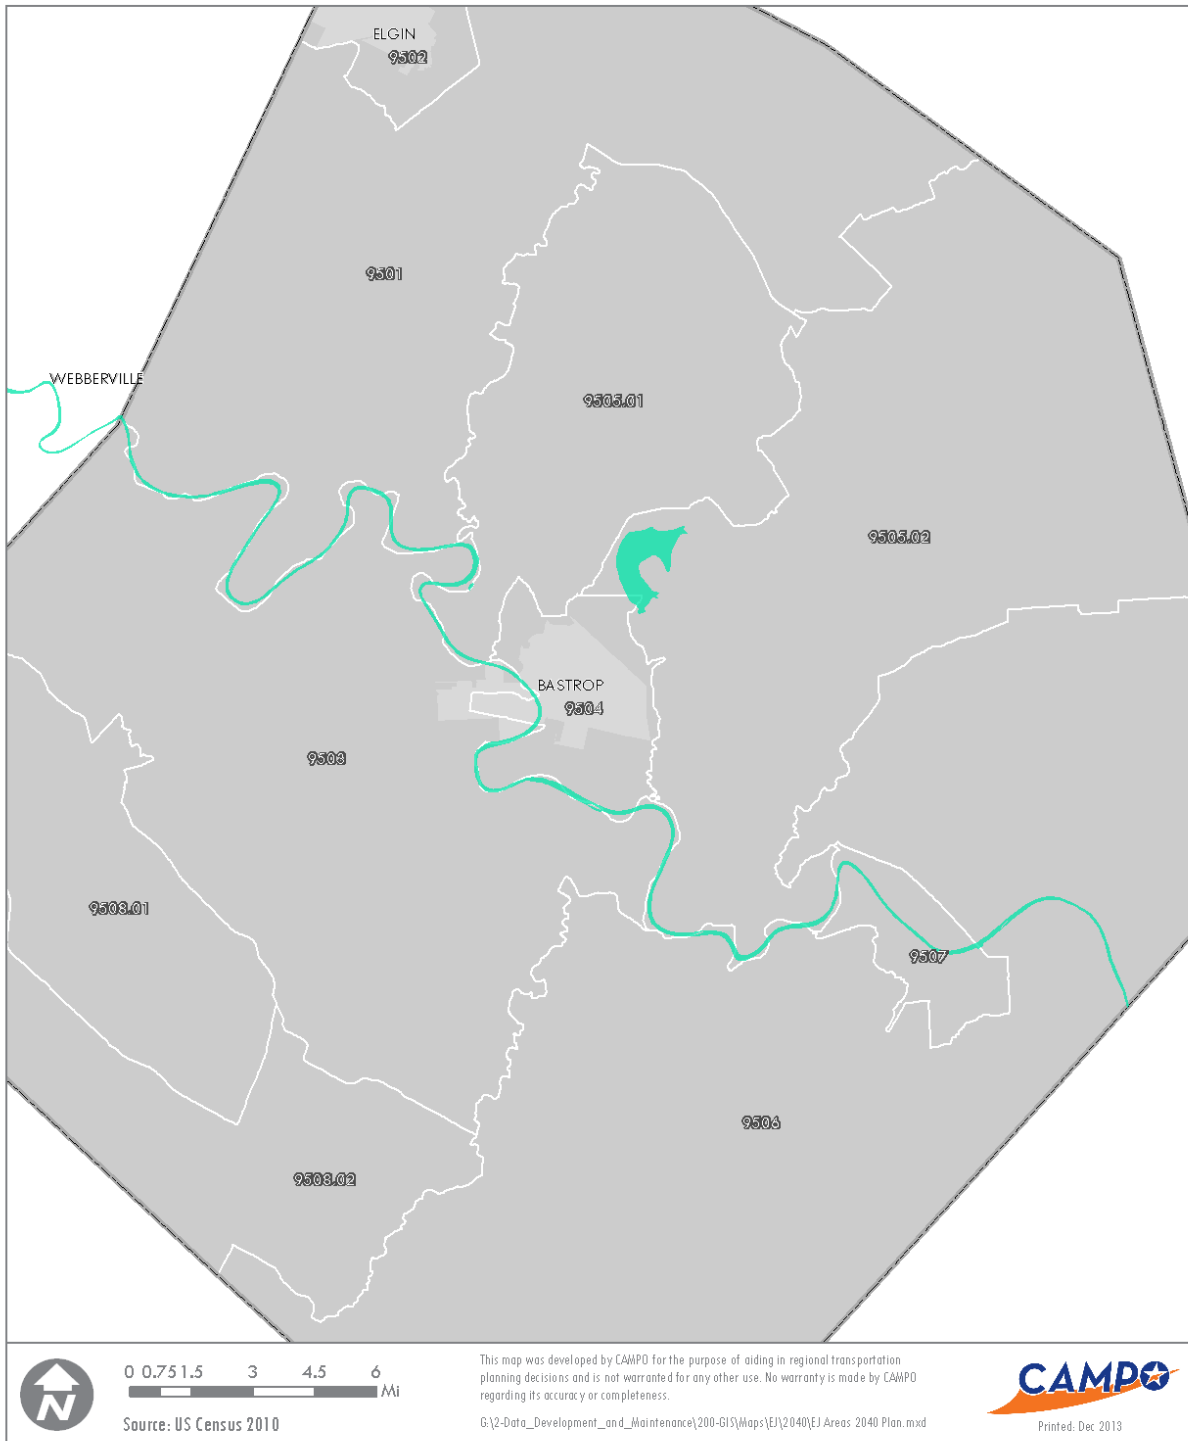 ELGIN
9502
9501
WEBBERVILLE
9505.01
9505.02
BASTROP
9504
9503
9508.01
9507
9506
9508.02
N
0 0.75 1.5 3 4.5 6
Mi
Source: US Census 2010
This map was developed by CAMPO for the purpose of aiding in regional transportation
planning decisions and is not warranted for any other use. No warranty is made by CAMPO
regarding its accuracy or completeness.
G:\2-Data_Development_and_Maintenance\200-GIS\Maps\EJ\2040\EJ Areas 2040 Plan.mxd
CAMPO
Printed: Dec 2013